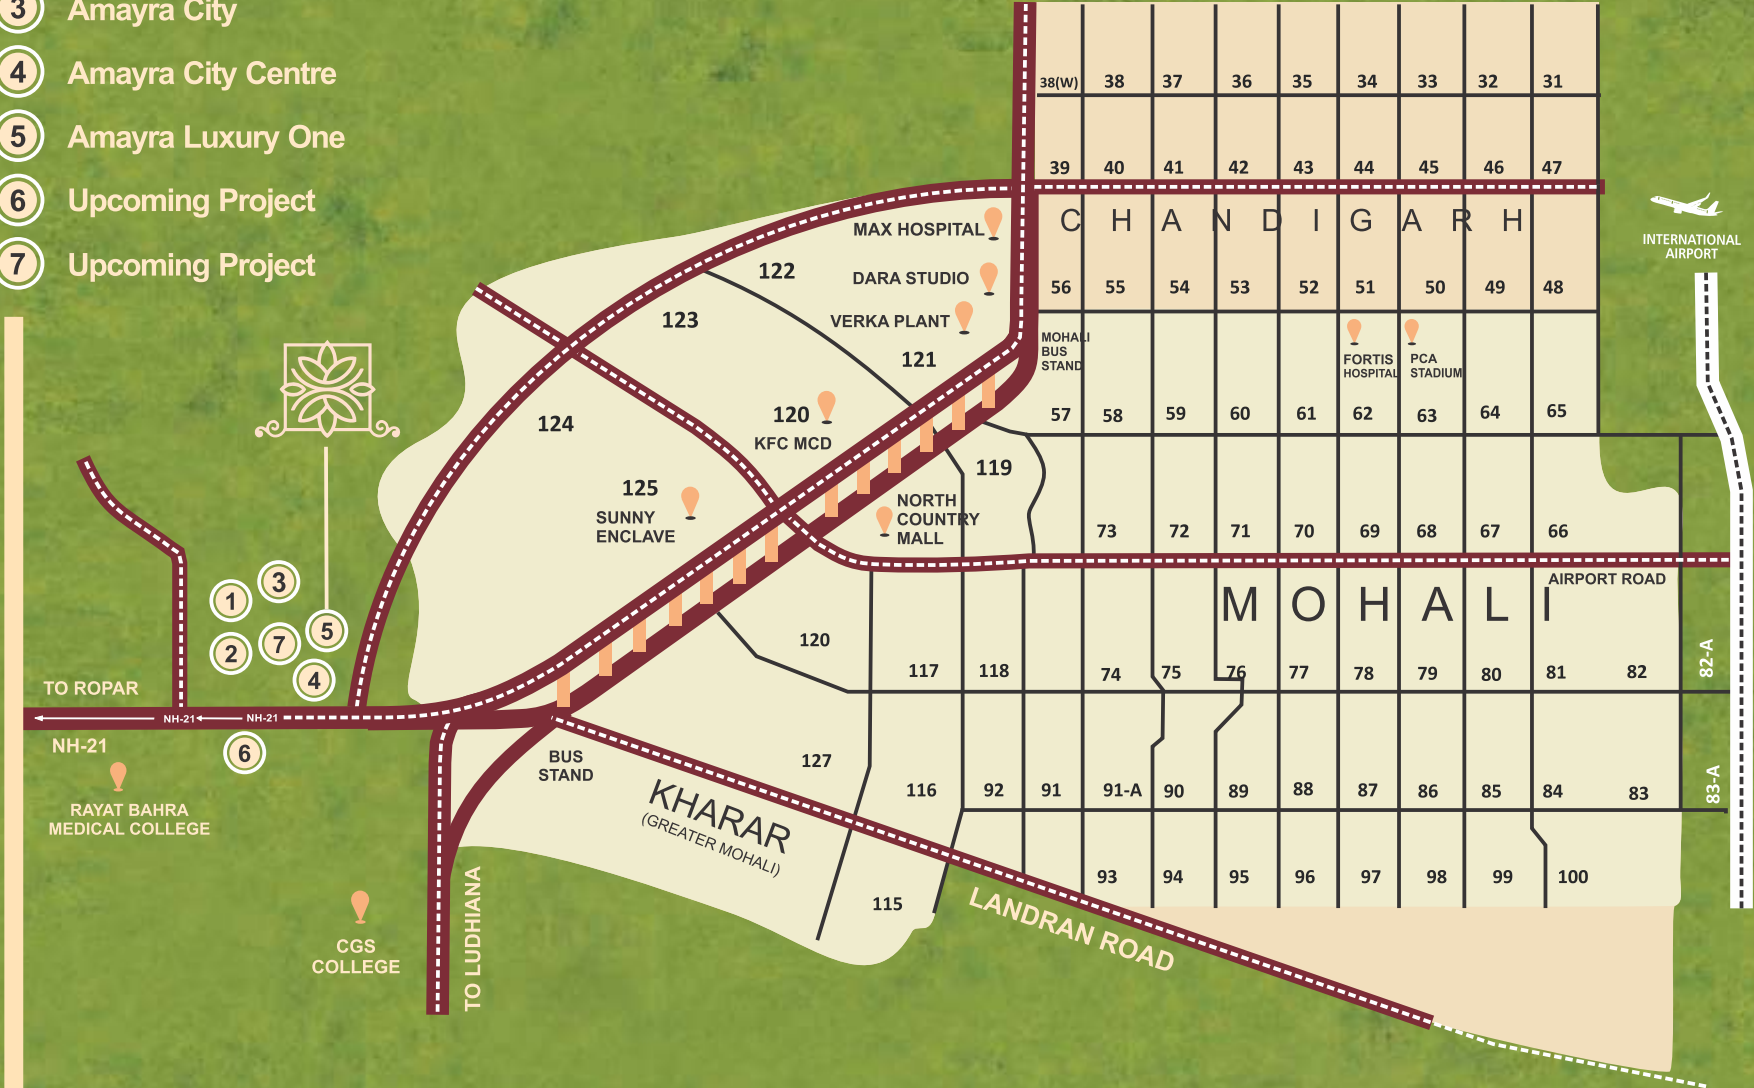 3 Amayra City
4 Amayra City Centre
5 Amayra Luxury One
6 Upcoming Project
7 Upcoming Project
38(W) 38 37 36 35 34 33 32 31
39 40 41 42 43 44 45 46 47
CHANDIGARH
56 55 54 53 52 51 50 49 48
INTERNATIONAL
AIRPORT
MAX HOSPITAL
DARA STUDIO
VERKA PLANT
122
123
121
124
120
KFC MCD
125
SUNNY
ENCLAVE
119
NORTH
COUNTRY
MALL
MOHALI
BUS
STAND
FORTIS
HOSPITAL
PCA
STADIUM
57 58 59 60 61 62 63 64 65
73 72 71 70 69 68 67 66
AIRPORT ROAD
MOHALI
120
117 118 74 75 76 77 78 79 80 81 82
82-A
127
116 92 91 91-A 90 89 88 87 86 85 84 83
83-A
115
93 94 95 96 97 98 99 100
1
3
2
7
5
4
6
TO ROPAR
NH-21 NH-21
NH-21
RAYAT BAHRA
MEDICAL COLLEGE
BUS
STAND
KHARAR
(GREATER MOHALI)
LANDRAN ROAD
CGS
COLLEGE
TO LUDHIANA